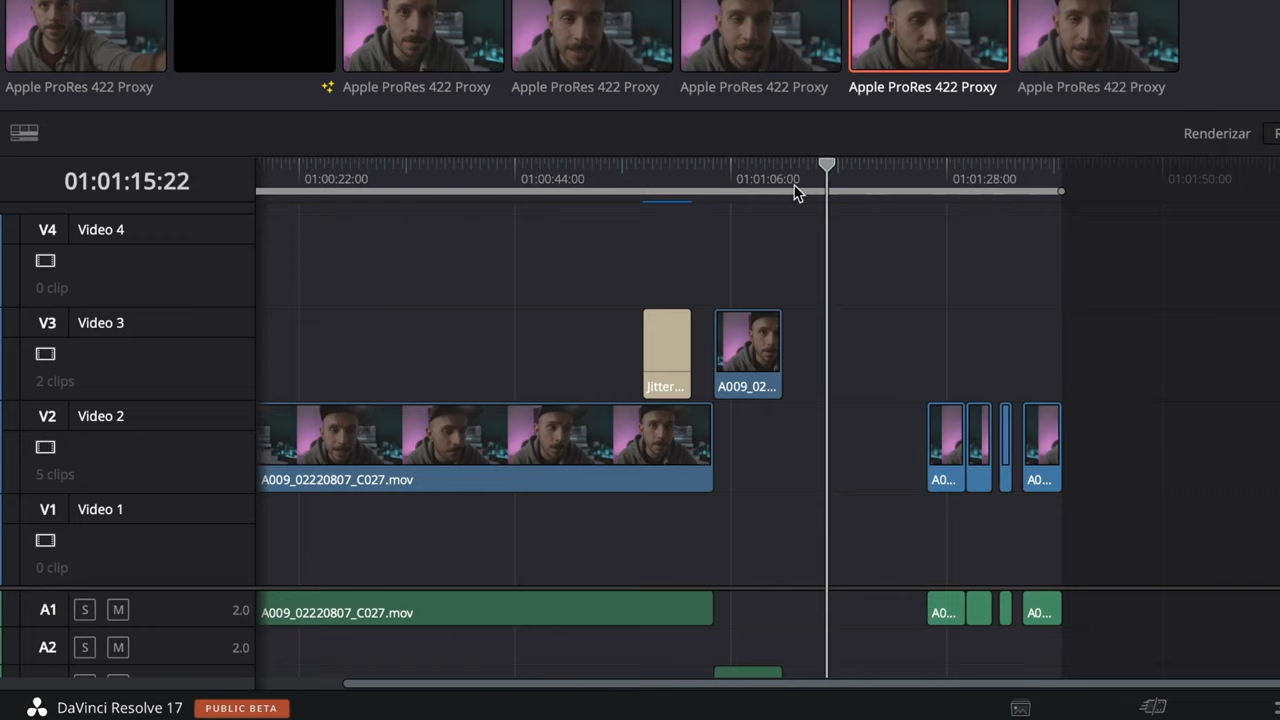 Apple ProRes 422 Proxy
Apple ProRes 422 Proxy
Apple ProRes 422 Proxy
Apple ProRes 422 Proxy
Apple ProRes 422 Proxy
Apple ProRes 422 Proxy
Renderizar
01:01:15:22
01:00:22:00
01:00:44:00
01:01:06:00
01:01:28:00
01:01:50:00
V4 Video 4
0 clip
V3 Video 3
2 clips
Jitter...
A009_02...
V2 Video 2
5 clips
A009_02220807_C027.mov
A0...
A0...
V1 Video 1
0 clip
A1 S M 2.0
A009_02220807_C027.mov
A0...
A0...
A2 S M 2.0
DaVinci Resolve 17
PUBLIC BETA